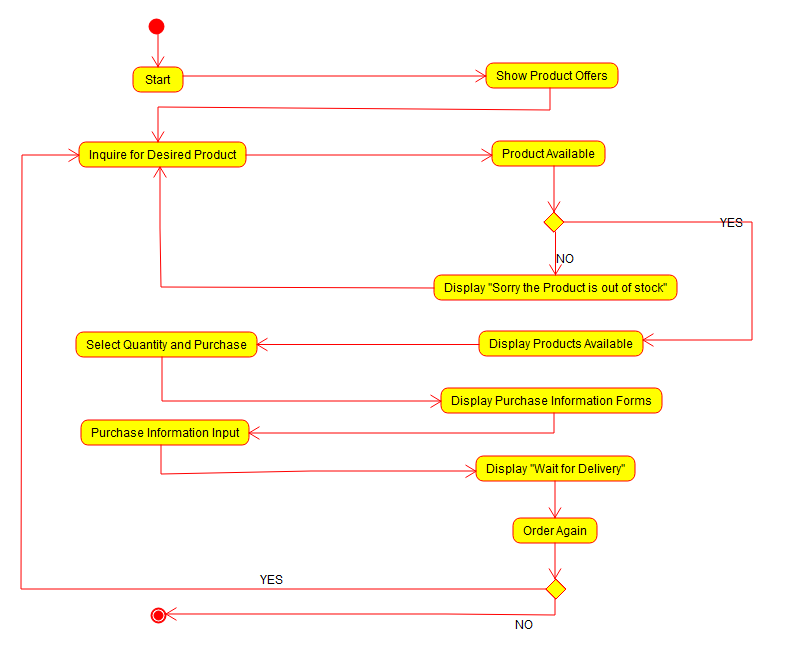 Start
Show Product Offers
Inquire for Desired Product
Product Available
YES
NO
Display "Sorry the Product is out of stock"
Select Quantity and Purchase
Display Products Available
Display Purchase Information Forms
Purchase Information Input
Display "Wait for Delivery"
Order Again
YES
NO